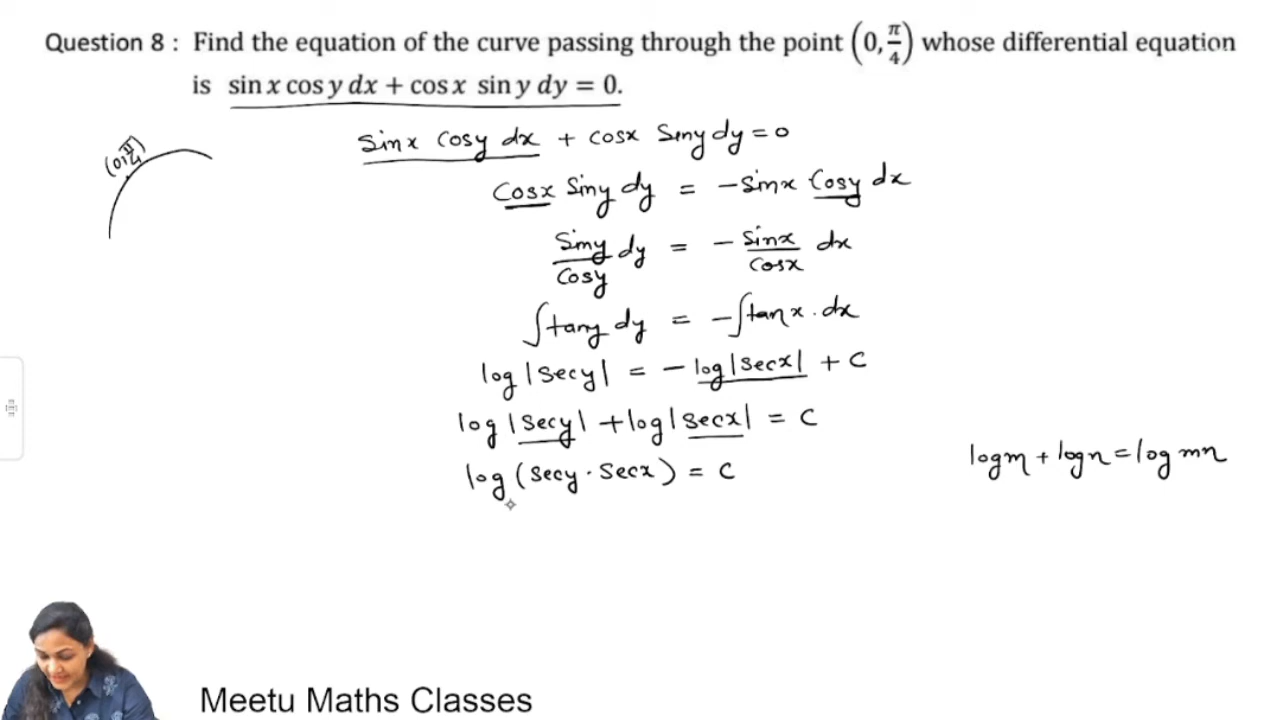 Question 8 : Find the equation of the curve passing through the point (0, π/4) whose differential equation
is sin x cos y dx + cos x sin y dy = 0.
(0, π/4)
sinx cosy dx + cosx siny dy = 0
cosx siny dy = -sinx cosy dx
siny/cosy dy = - sinx/cosx dx
∫tany dy = -∫tanx . dx
log|secy| = - log|secx| + c
log|secy| + log|secx| = c
log(secy · secx) = c
logm + logn = log mn
Meetu Maths Classes